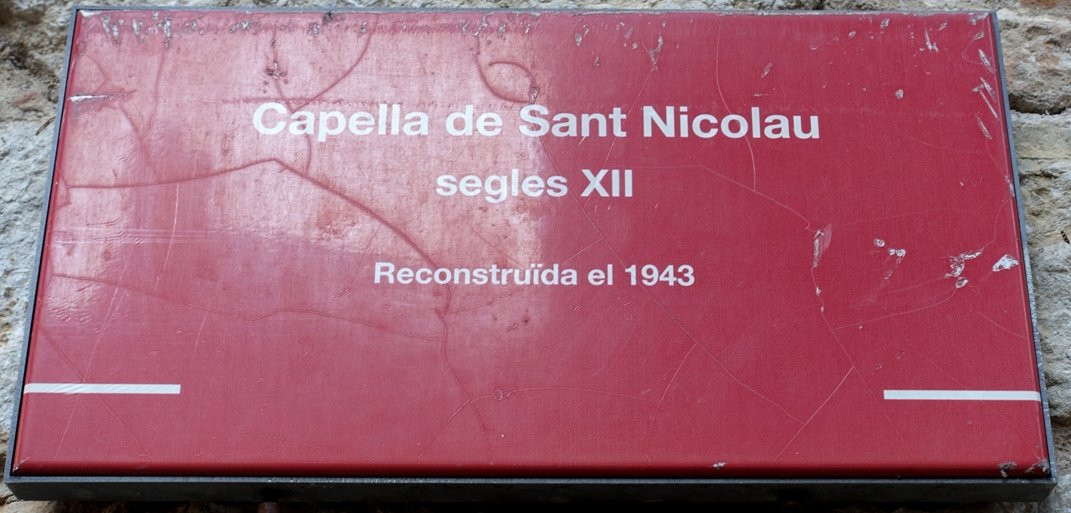 Capella de Sant Nicolau
segles XII
Reconstruïda el 1943